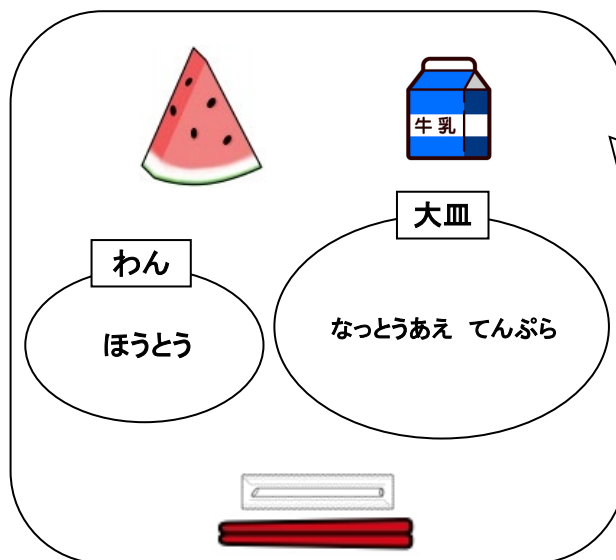 牛乳
大皿
わん
なっとうあえ てんぷら
ほうとう